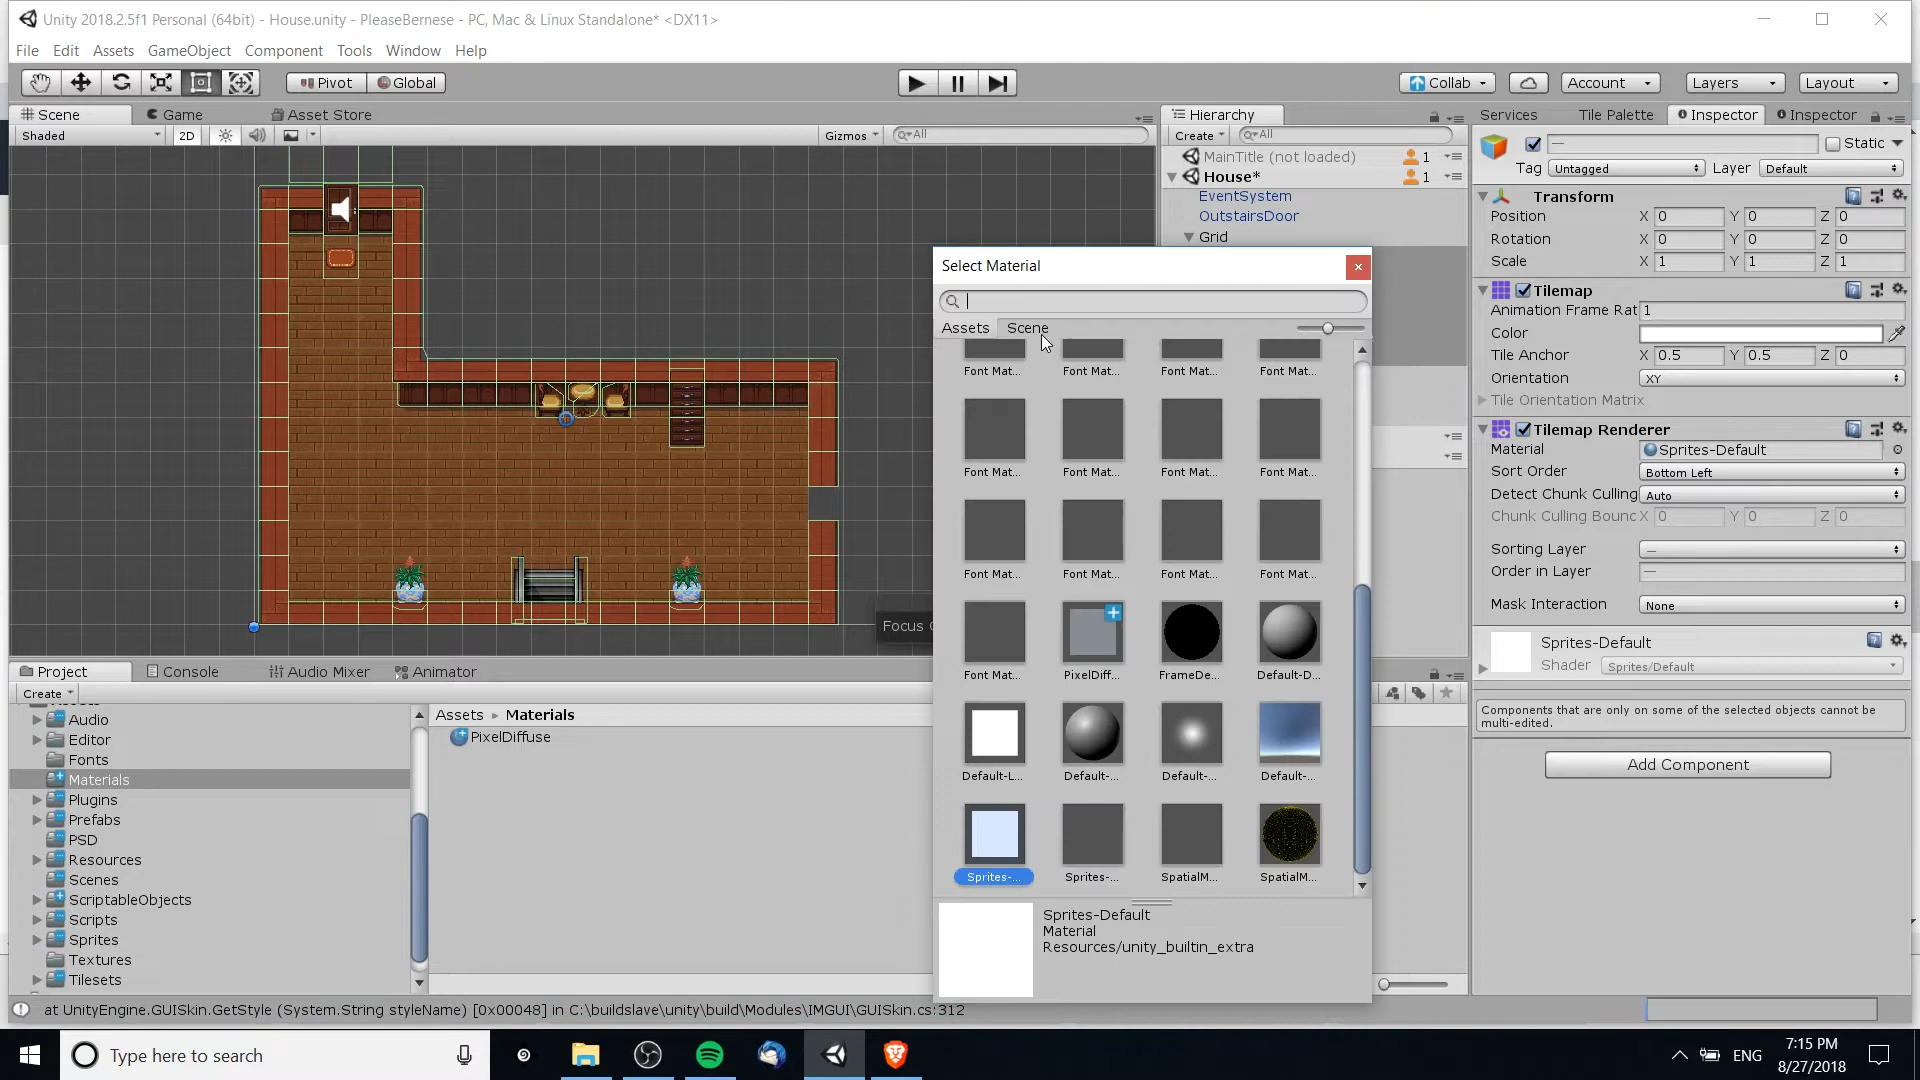 Unity 2018.2.5f1 Personal (64bit) - House.unity - PleaseBernese - PC, Mac & Linux Standalone* <DX11>
File Edit Assets GameObject Component Tools Window Help
Pivot Global Collab Account Layers Layout
Scene Game Asset Store
Shaded 2D Gizmos All
Hierarchy
Create All
MainTitle (not loaded) 1
House* 1
EventSystem
OutstairsDoor
Grid
Services Tile Palette Inspector Inspector
— Static
Tag Untagged Layer Default
Transform
Position X 0 Y 0 Z 0
Rotation X 0 Y 0 Z 0
Scale X 1 Y 1 Z 1
Tilemap
Animation Frame Rat 1
Color
Tile Anchor X 0.5 Y 0.5 Z 0
Orientation XY
Tile Orientation Matrix
Tilemap Renderer
Material Sprites-Default
Sort Order Bottom Left
Detect Chunk Culling Auto
Chunk Culling Bounc X 0 Y 0 Z 0
Sorting Layer —
Order in Layer —
Mask Interaction None
Sprites-Default
Shader Sprites/Default
Components that are only on some of the selected objects cannot be
multi-edited.
Add Component
Select Material
Assets Scene
Font Mat... Font Mat... Font Mat... Font Mat...
Font Mat... Font Mat... Font Mat... Font Mat...
Font Mat... Font Mat... Font Mat... Font Mat...
Font Mat... PixelDiff... FrameDe... Default-D...
Default-L... Default-... Default-... Default-...
Sprites-... Sprites-... SpatialM... SpatialM...
Sprites-Default
Material
Resources/unity_builtin_extra
Focus
Project Console Audio Mixer Animator
Create
Assets
Audio
Editor
Fonts
Materials
Plugins
Prefabs
PSD
Resources
Scenes
ScriptableObjects
Scripts
Sprites
Textures
Tilesets
Assets Materials
PixelDiffuse
at UnityEngine.GUISkin.GetStyle (System.String styleName) [0x00048] in C:\buildslave\unity\build\Modules\IMGUI\GUISkin.cs:312
Type here to search
ENG
7:15 PM
8/27/2018